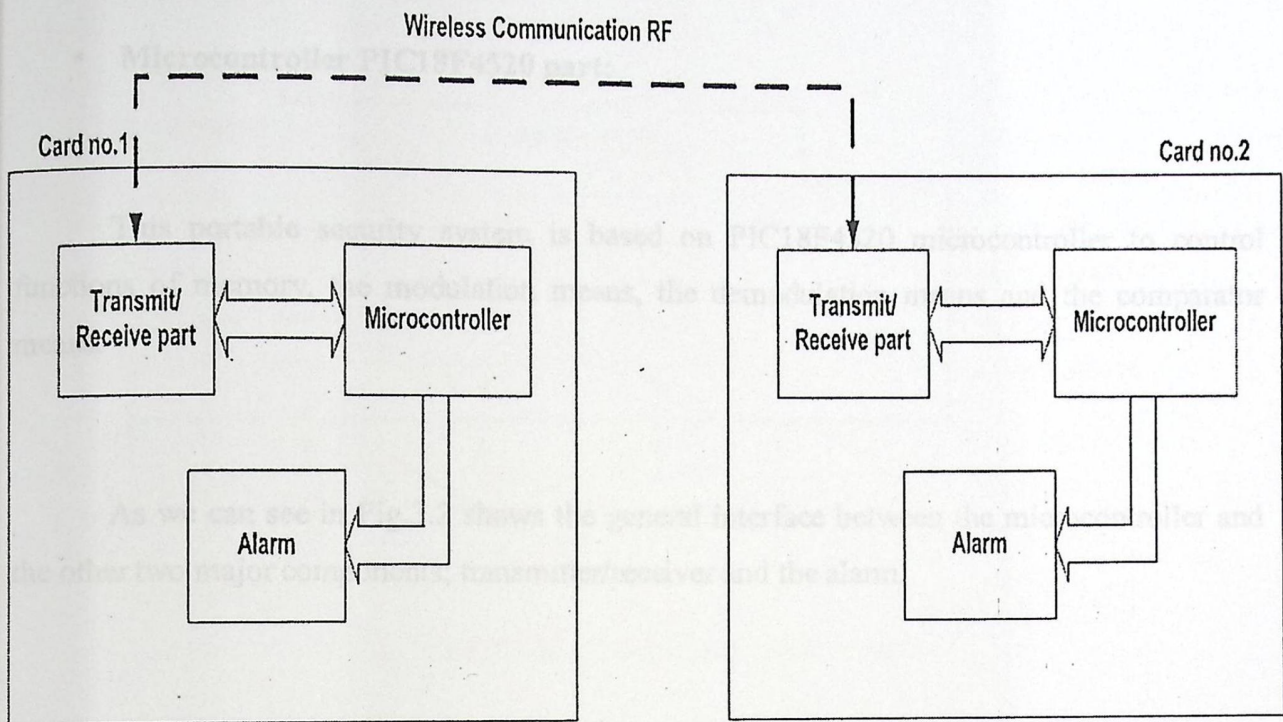 Wireless Communication RF
• Microcontroller PIC18F4520 part:
Card no.1
Card no.2
This portable security system is based on PIC18F4520 microcontroller to control
functions of memory, the modulation means, the demodulation means and the comparator
means.
Transmit/
Receive part
Microcontroller
Transmit/
Receive part
Microcontroller
As we can see in Fig shows the general interface between the microcontroller and
the other two major components; transmitter/receiver and the alarm.
Alarm
Alarm